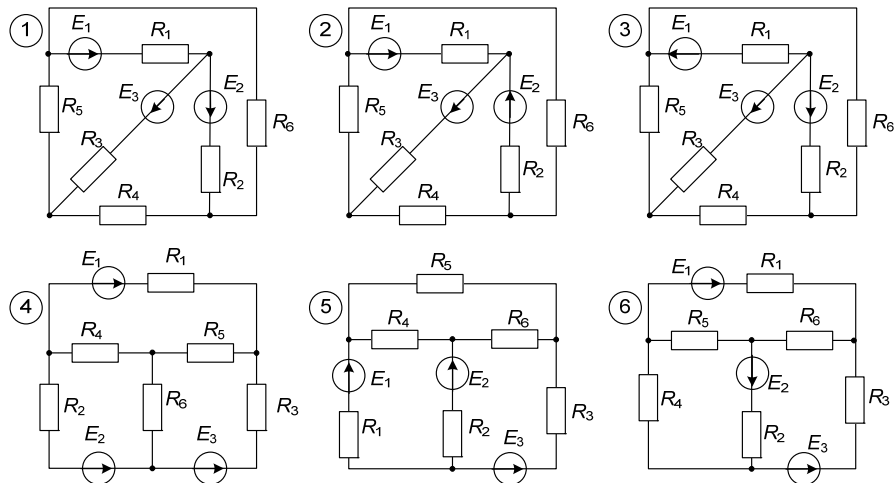 1 E1 R1
R5 E3 E2 R6
R3 R2
R4
2 E1 R1
R5 E3 E2 R6
R3 R2
R4
3 E1 R1
R5 E3 E2 R6
R3 R2
R4
4 E1 R1
R4 R5
R2 R6 R3
E2 E3
5 R5
R4 R6
E1 E2 R3
R1 R2 E3
6 E1 R1
R5 R6
R4 E2 R3
R2 E3